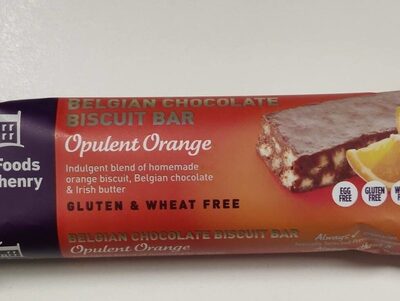 Foods
henry
BELGIAN CHOCOLATE
BISCUIT BAR
Opulent Orange
Indulgent blend of homemade
orange biscuit, Belgian chocolate
& Irish butter
GLUTEN & WHEAT FREE
EGG
FREE
GLUTEN
FREE
BELGIAN CHOCOLATE BISCUIT BAR
Opulent Orange
Always